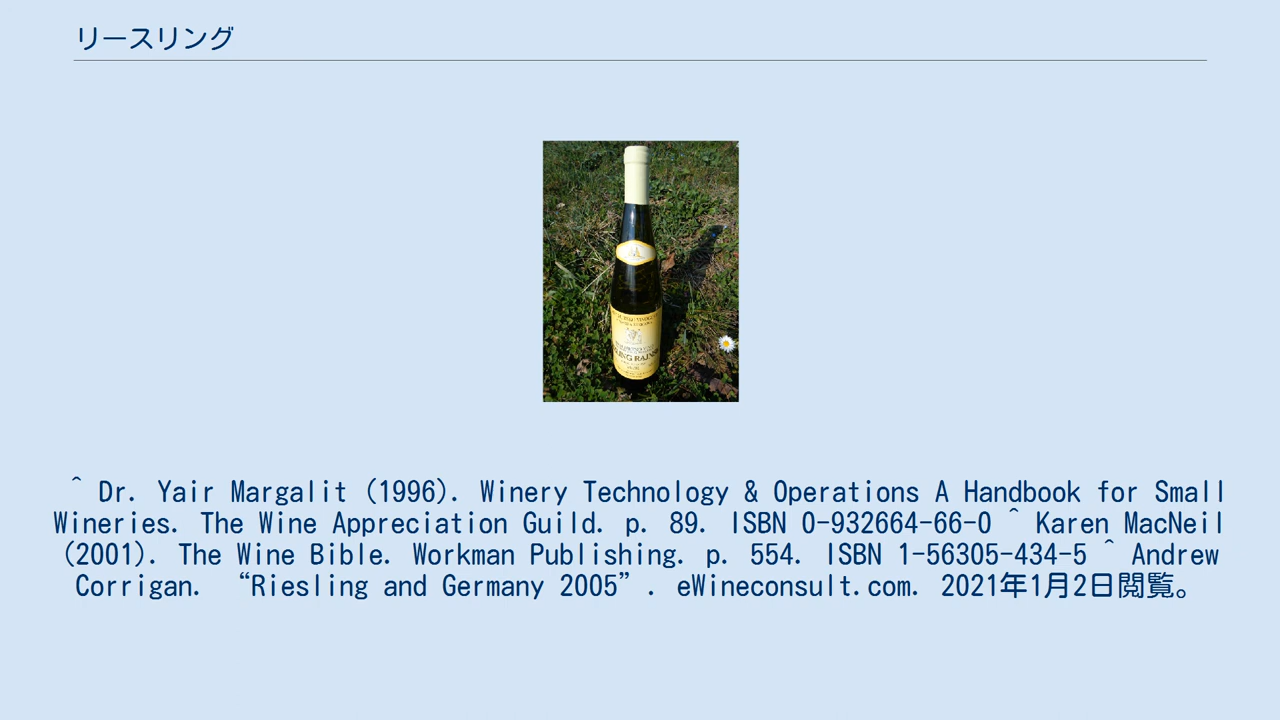 リースリング
RAJNSK
^ Dr. Yair Margalit (1996). Winery Technology & Operations A Handbook for Small
Wineries. The Wine Appreciation Guild. p. 89. ISBN 0-932664-66-0 ^ Karen MacNeil
(2001). The Wine Bible. Workman Publishing. p. 554. ISBN 1-56305-434-5 ^ Andrew
Corrigan. “Riesling and Germany 2005”. eWineconsult.com. 2021年1月2日閲覧。